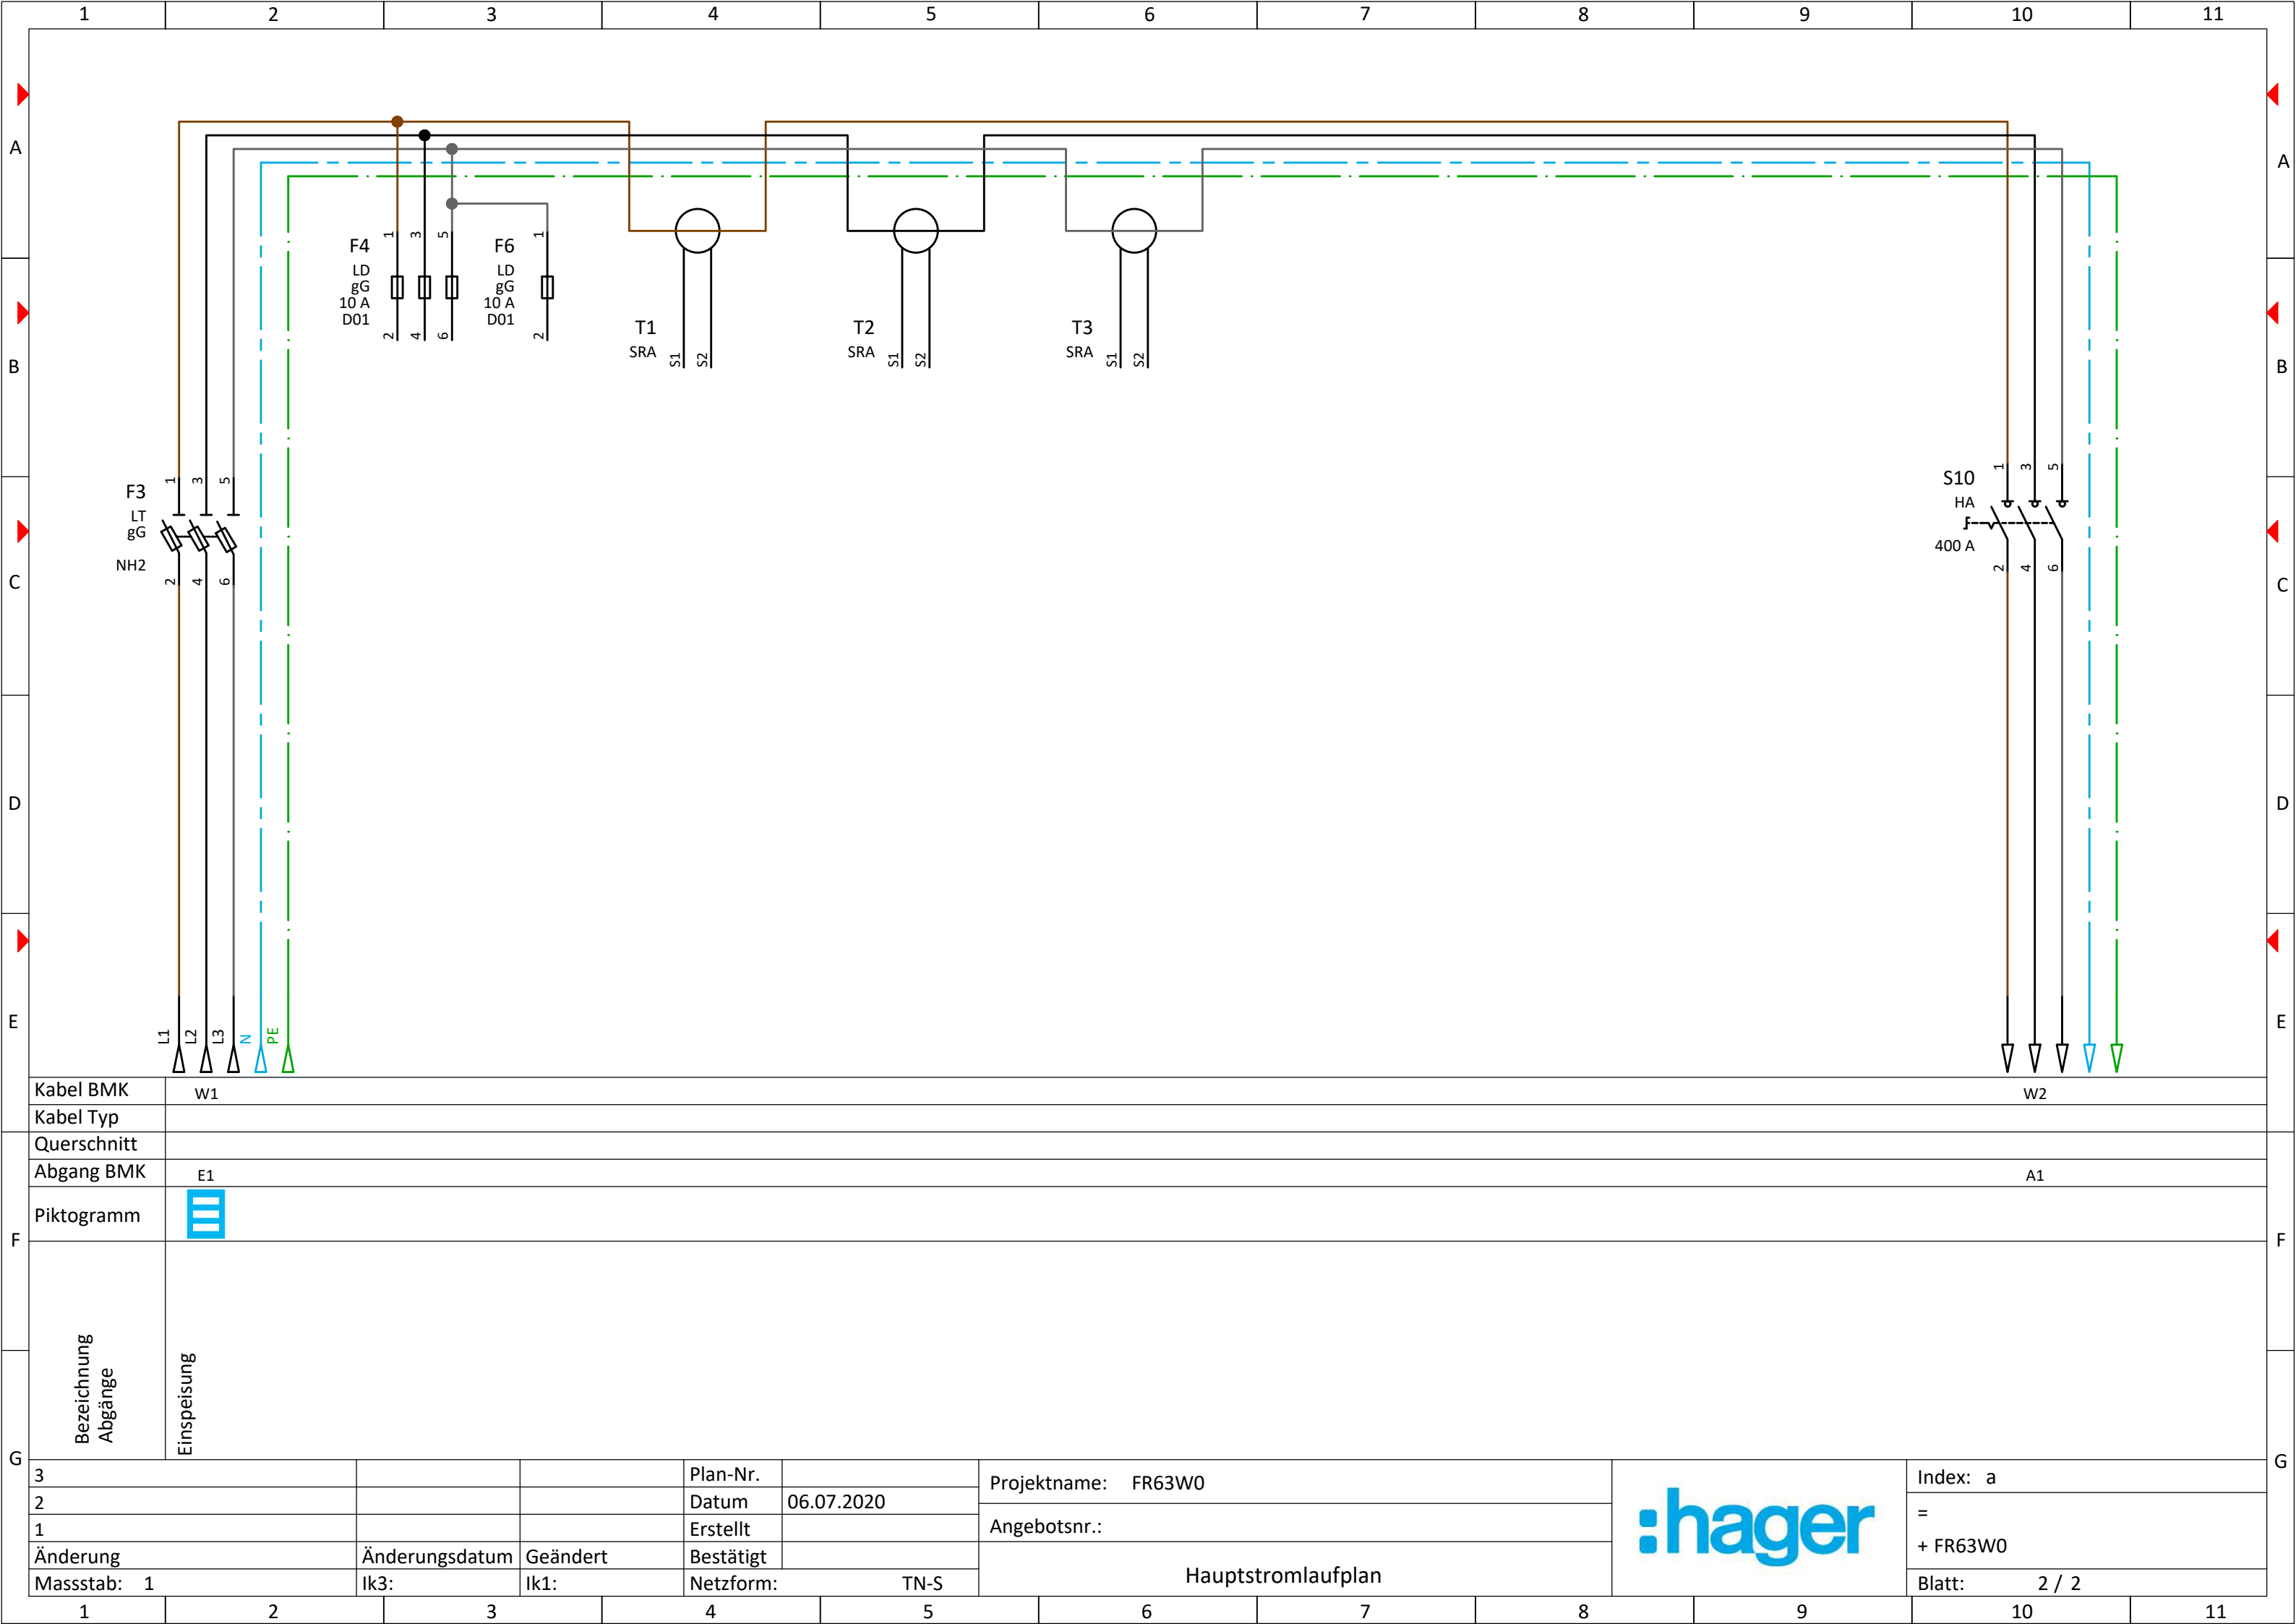 1 2 3 4 5 6 7 8 9 10 11
A A
F4
LD
gG
10 A
D01
1 3 5
2 4 6
F6
LD
gG
10 A
D01
1
2
T1
SRA
S1 S2
T2
SRA
S1 S2
T3
SRA
S1 S2
B B
F3
LT
gG
NH2
1 3 5
2 4 6
S10
HA
400 A
1 3 5
2 4 6
C C
D D
E E
L1 L2 L3 N PE
Kabel BMK W1 W2
Kabel Typ
Querschnitt
Abgang BMK E1 A1
Piktogramm
F F
Bezeichnung
Abgänge
Einspeisung
G G
3 Plan-Nr.
2 Datum 06.07.2020
1 Erstellt
Änderung Änderungsdatum Geändert Bestätigt
Massstab: 1 Ik3: Ik1: Netzform: TN-S
Projektname: FR63W0
Angebotsnr.:
Hauptstromlaufplan
:hager
Index: a
=
+ FR63W0
Blatt: 2 / 2
1 2 3 4 5 6 7 8 9 10 11